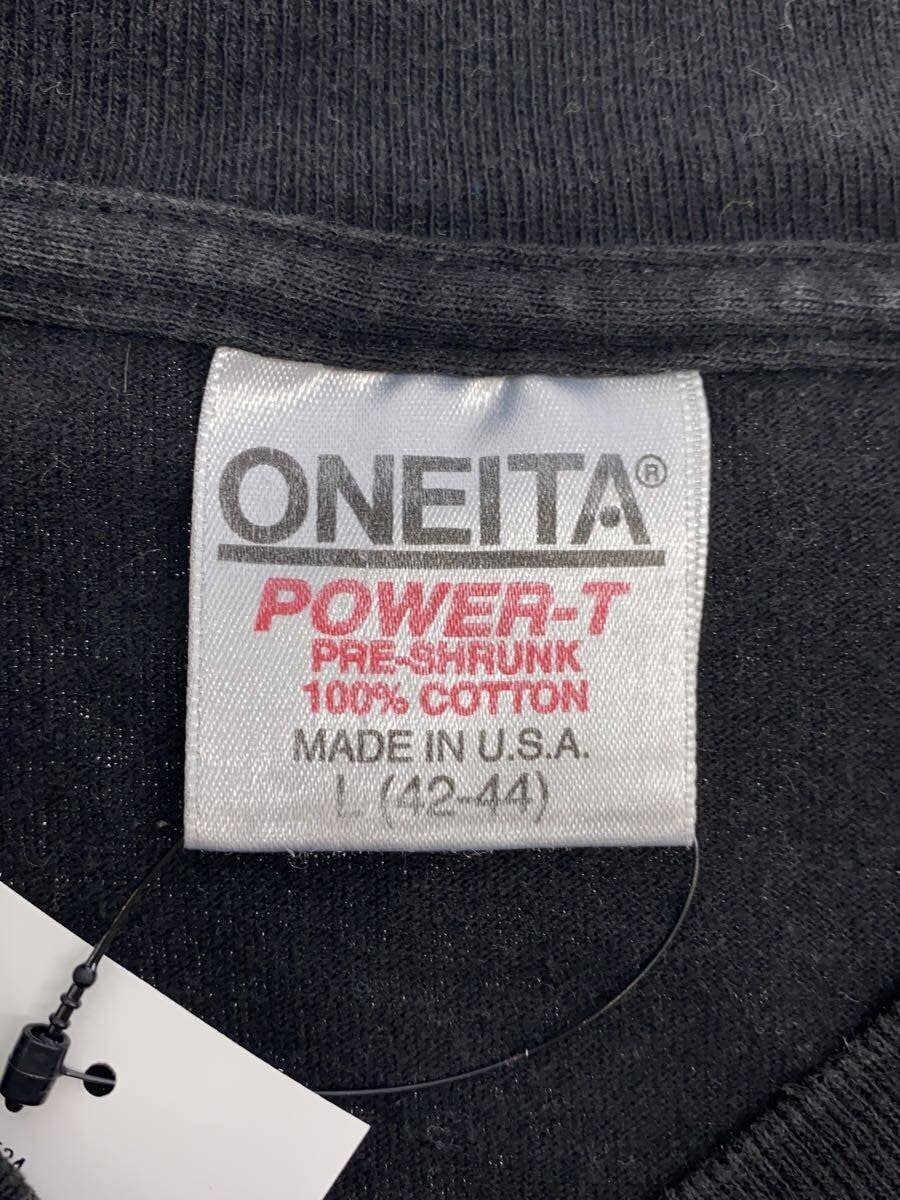 ONEITA®
POWER-T
PRE-SHRUNK
100% COTTON
MADE IN U.S.A.
L (42-44)